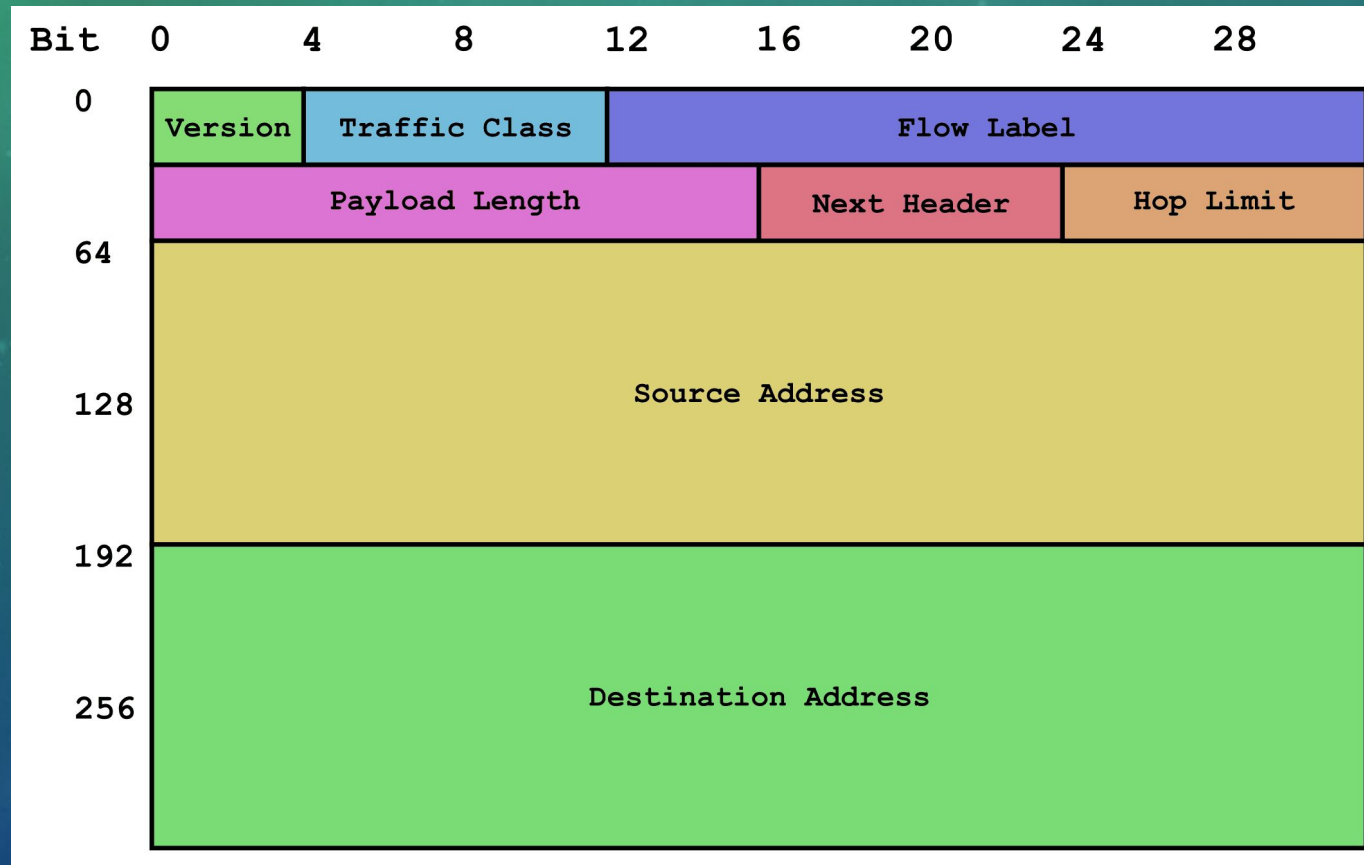 Bit 0 4 8 12 16 20 24 28
0
Version Traffic Class Flow Label
Payload Length Next Header Hop Limit
64
128 Source Address
192
256 Destination Address